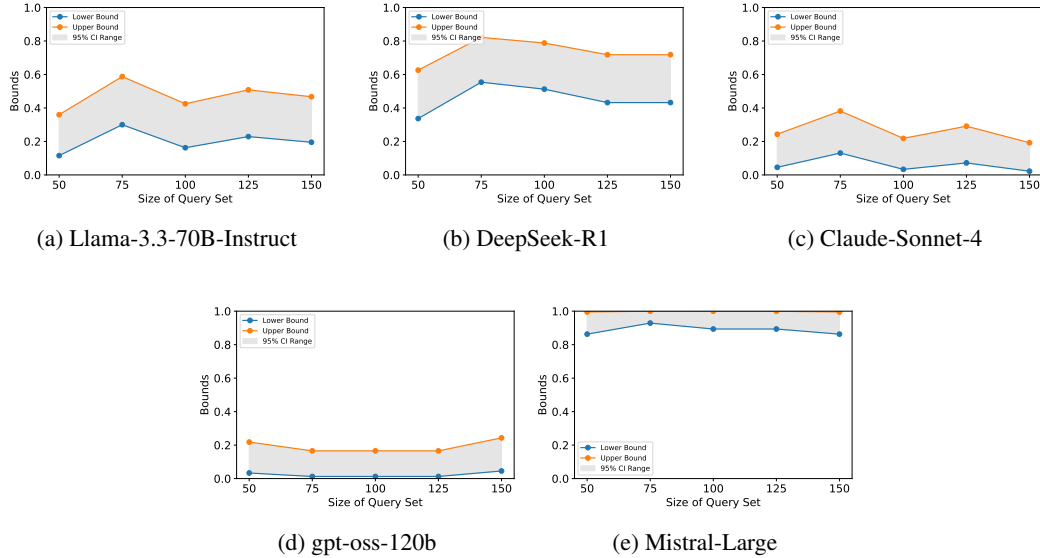 1.0
0.8
0.6
0.4
0.2
0.0
Bounds
Lower Bound
Upper Bound
95% CI Range
50 75 100 125 150
Size of Query Set
(a) Llama-3.3-70B-Instruct
1.0
0.8
0.6
0.4
0.2
0.0
Bounds
Lower Bound
Upper Bound
95% CI Range
50 75 100 125 150
Size of Query Set
(b) DeepSeek-R1
1.0
0.8
0.6
0.4
0.2
0.0
Bounds
Lower Bound
Upper Bound
95% CI Range
50 75 100 125 150
Size of Query Set
(c) Claude-Sonnet-4
1.0
0.8
0.6
0.4
0.2
0.0
Bounds
Lower Bound
Upper Bound
95% CI Range
50 75 100 125 150
Size of Query Set
(d) gpt-oss-120b
1.0
0.8
0.6
0.4
0.2
0.0
Bounds
Lower Bound
Upper Bound
95% CI Range
50 75 100 125 150
Size of Query Set
(e) Mistral-Large